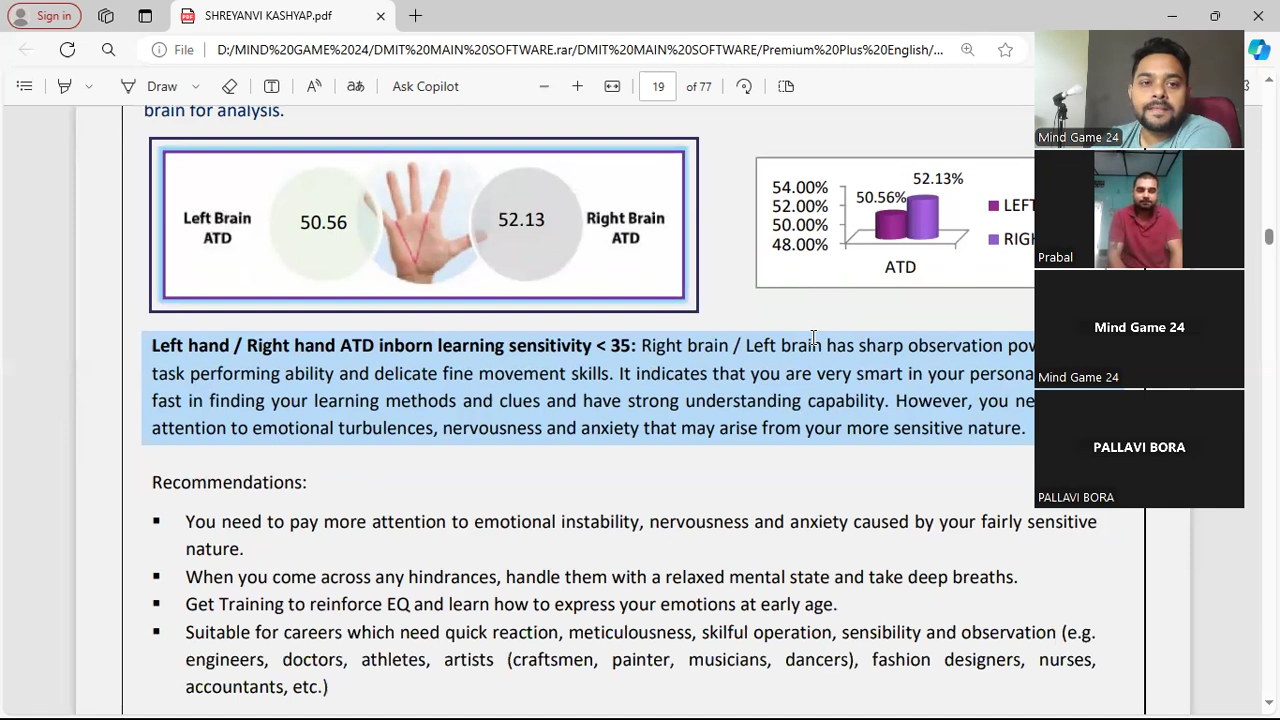 Sign in
SHREYANVI KASHYAP.pdf
File
D:/MIND%20GAME%202024/DMIT%20MAIN%20SOFTWARE.rar/DMIT%20MAIN%20SOFTWARE/Premium%20Plus%20English/...
Draw
aあ
Ask Copilot
19 of 77
3
brain for analysis.
Left Brain
ATD
50.56
52.13
Right Brain
ATD
54.00%
52.00%
50.00%
48.00%
50.56%
52.13%
ATD
LEF
RIGH
Left hand / Right hand ATD inborn learning sensitivity < 35: Right brain / Left brain has sharp observation pow
task performing ability and delicate fine movement skills. It indicates that you are very smart in your persona
fast in finding your learning methods and clues and have strong understanding capability. However, you ne
attention to emotional turbulences, nervousness and anxiety that may arise from your more sensitive nature.
Recommendations:
▪ You need to pay more attention to emotional instability, nervousness and anxiety caused by your fairly sensitive
nature.
▪ When you come across any hindrances, handle them with a relaxed mental state and take deep breaths.
▪ Get Training to reinforce EQ and learn how to express your emotions at early age.
▪ Suitable for careers which need quick reaction, meticulousness, skilful operation, sensibility and observation (e.g.
engineers, doctors, athletes, artists (craftsmen, painter, musicians, dancers), fashion designers, nurses,
accountants, etc.)
Mind Game 24
Prabal
Mind Game 24
Mind Game 24
PALLAVI BORA
PALLAVI BORA